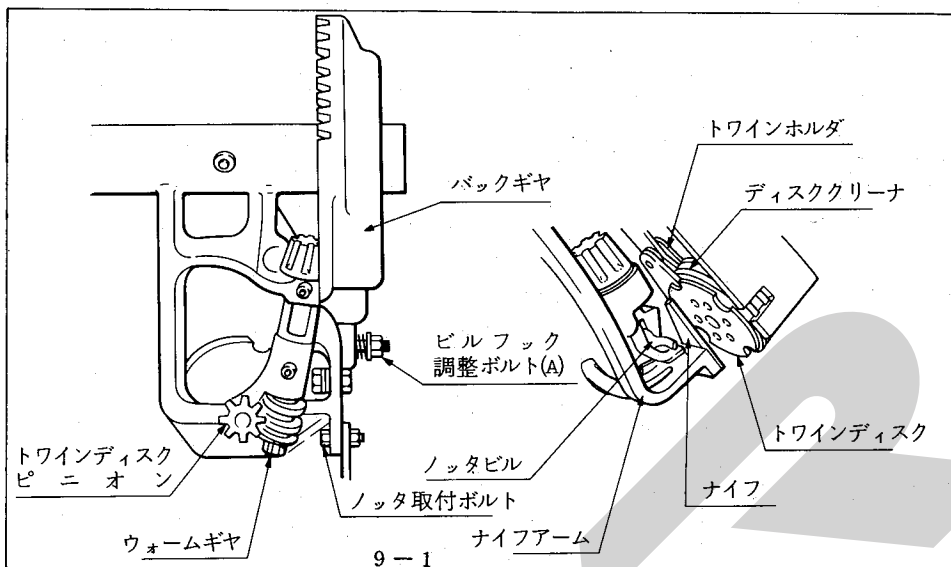 トワインホルダ
ディスククリーナ
バックギヤ
ビルフック
調整ボルト(A)
トワインディスク
ピニオン
ウォームギヤ
ノッタ取付ボルト
ノッタビル
ナイフアーム
ナイフ
トワインディスク
9-1